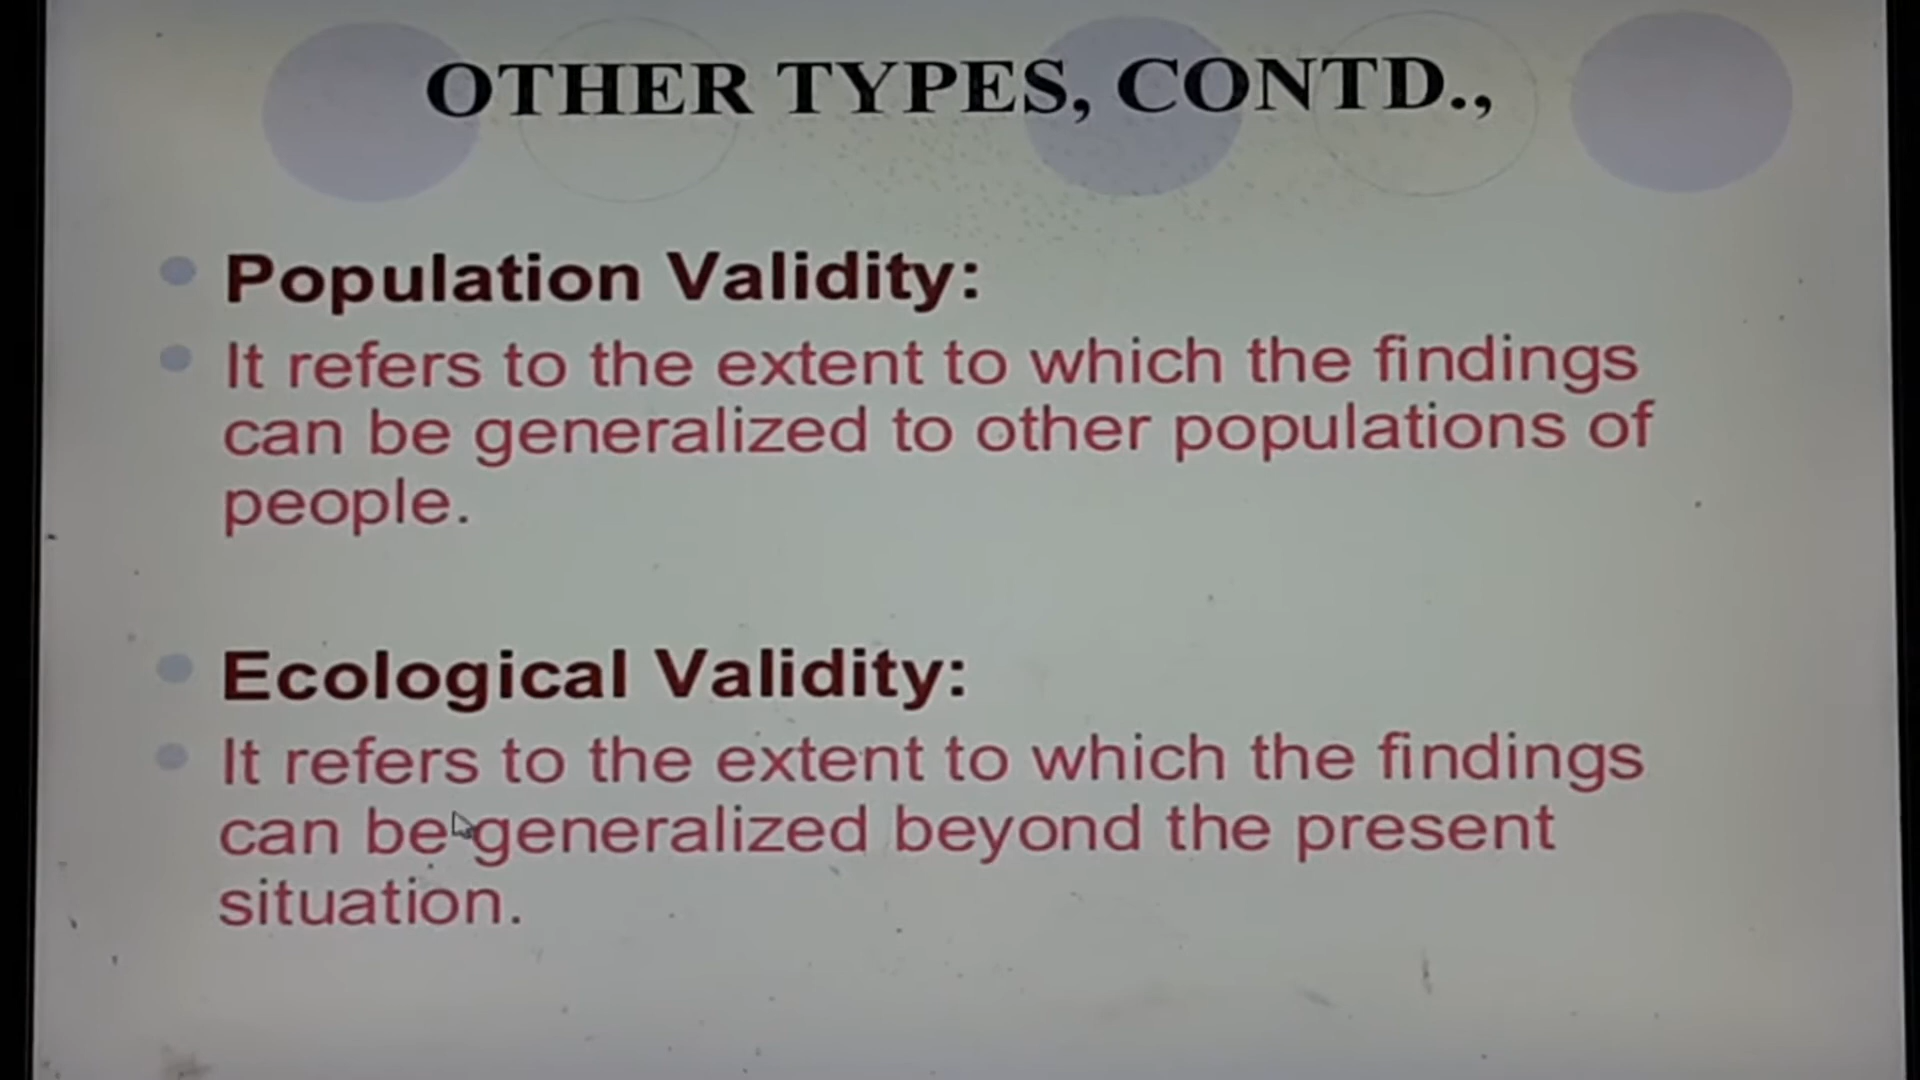 OTHER TYPES, CONTD.,
Population Validity:
It refers to the extent to which the findings
can be generalized to other populations of
people.
Ecological Validity:
It refers to the extent to which the findings
can be generalized beyond the present
situation.